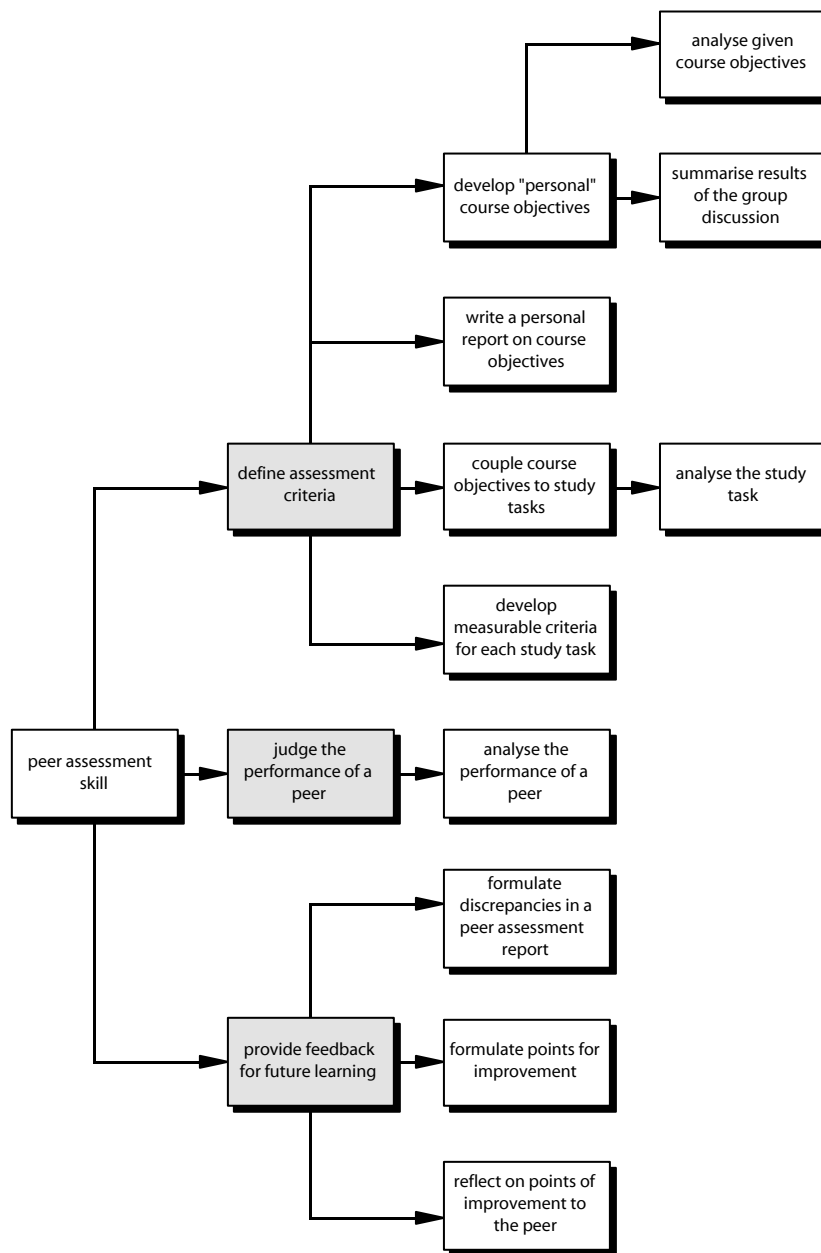 analyse given
course objectives
develop "personal"
course objectives
summarise results
of the group
discussion
write a personal
report on course
objectives
define assessment
criteria
couple course
objectives to study
tasks
analyse the study
task
develop
measurable criteria
for each study task
peer assessment
skill
judge the
performance of a
peer
analyse the
performance of a
peer
formulate
discrepancies in a
peer assessment
report
provide feedback
for future learning
formulate points for
improvement
reflect on points of
improvement to
the peer